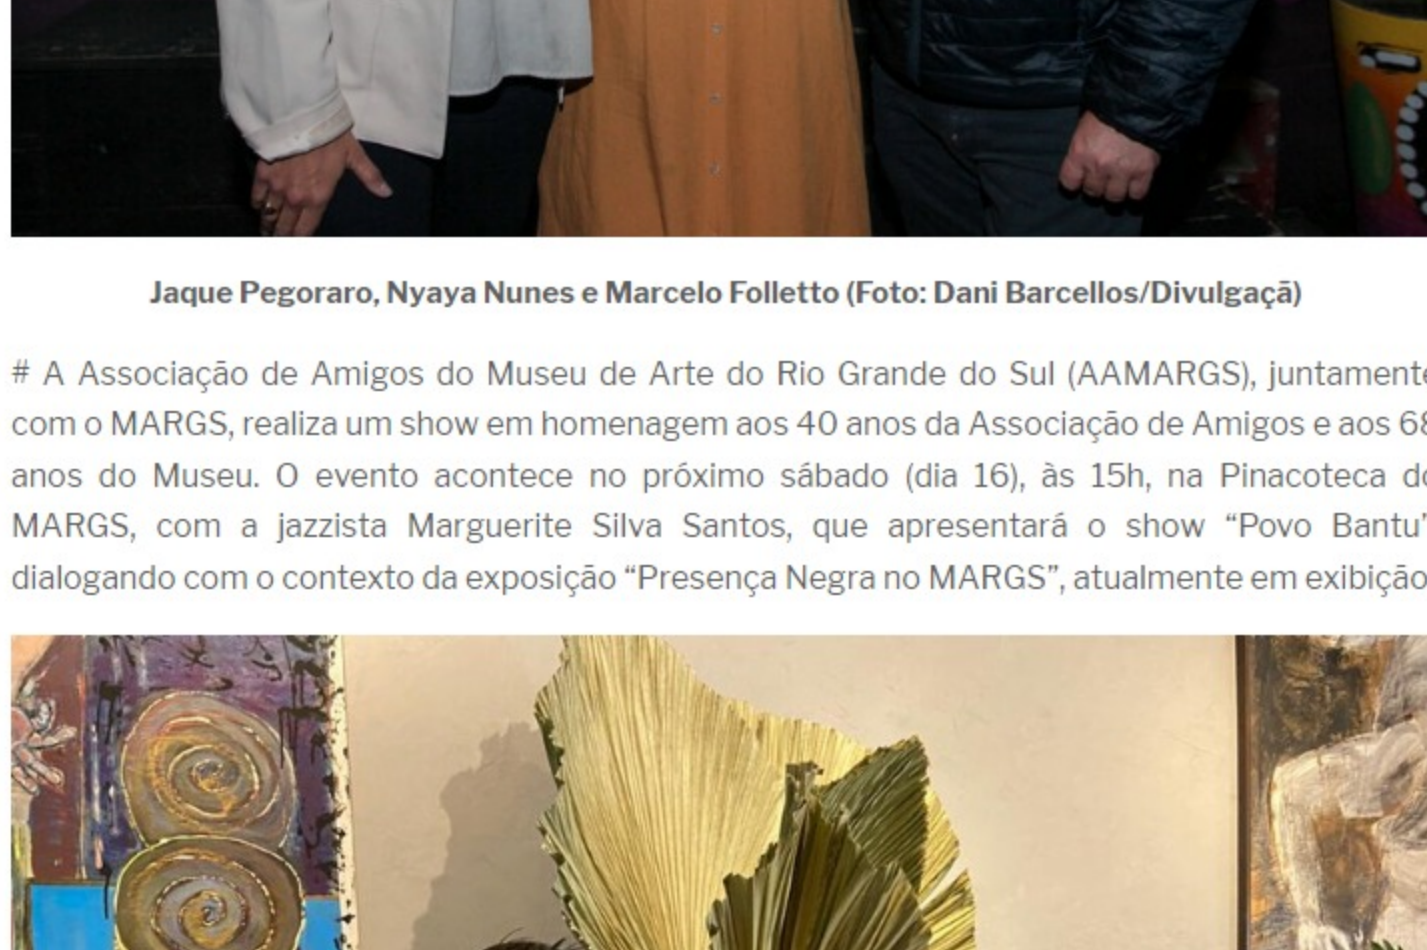 Jaque Pegoraro, Nyaya Nunes e Marcelo Folletto (Foto: Dani Barcellos/Divulgaçã)
# A Associação de Amigos do Museu de Arte do Rio Grande do Sul (AAMARGS), juntamente
com o MARGS, realiza um show em homenagem aos 40 anos da Associação de Amigos e aos 68
anos do Museu. O evento acontece no próximo sábado (dia 16), às 15h, na Pinacoteca do
MARGS, com a jazzista Marguerite Silva Santos, que apresentará o show “Povo Bantu”
dialogando com o contexto da exposição “Presença Negra no MARGS”, atualmente em exibição